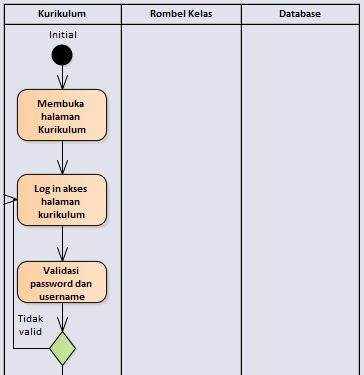 Kurikulum
Rombel Kelas
Database
Initial
Membuka
halaman
Kurikulum
Log in akses
halaman
kurikulum
Validasi
password dan
username
Tidak
valid